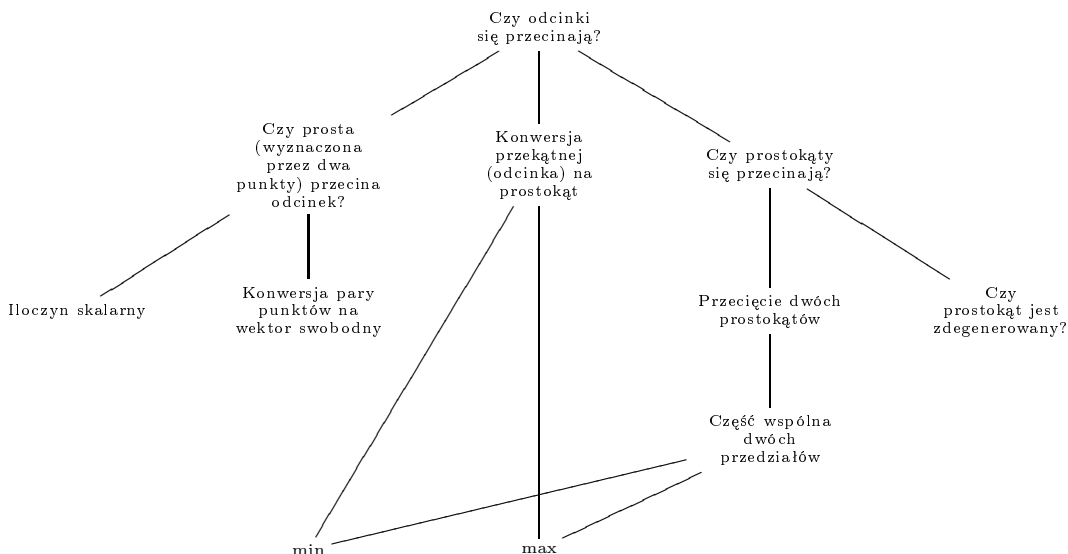 Czy odcinki
się przecinają?
Czy prosta
(wyznaczona
przez dwa
punkty) przecina
odcinek?
Konwersja
przekątnej
(odcinka) na
prostokąt
Czy prostokąty
się przecinają?
Iloczyn skalarny
Konwersja pary
punktów na
wektor swobodny
Przecięcie dwóch
prostokątów
Czy
prostokąt jest
zdegenerowany?
Część wspólna
dwóch
przedziałów
min
max